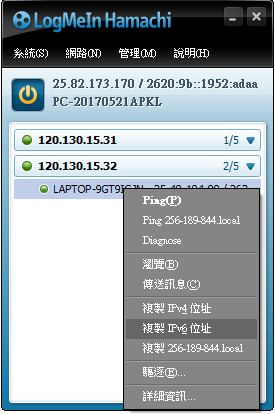 LogMeIn Hamachi
系統(S) 網路(N) 管理(M) 說明(H)
25.82.173.170 / 2620:9b::1952:adaa
PC-20170521APKL
120.130.15.31 1/5
120.130.15.32 2/5
Ping(P)
Ping 256-189-844.local
Diagnose
瀏覽(B)
傳送訊息(C)
複製 IPv4 位址
複製 IPv6 位址
複製 256-189-844.local
驅逐(E)...
詳細資訊...